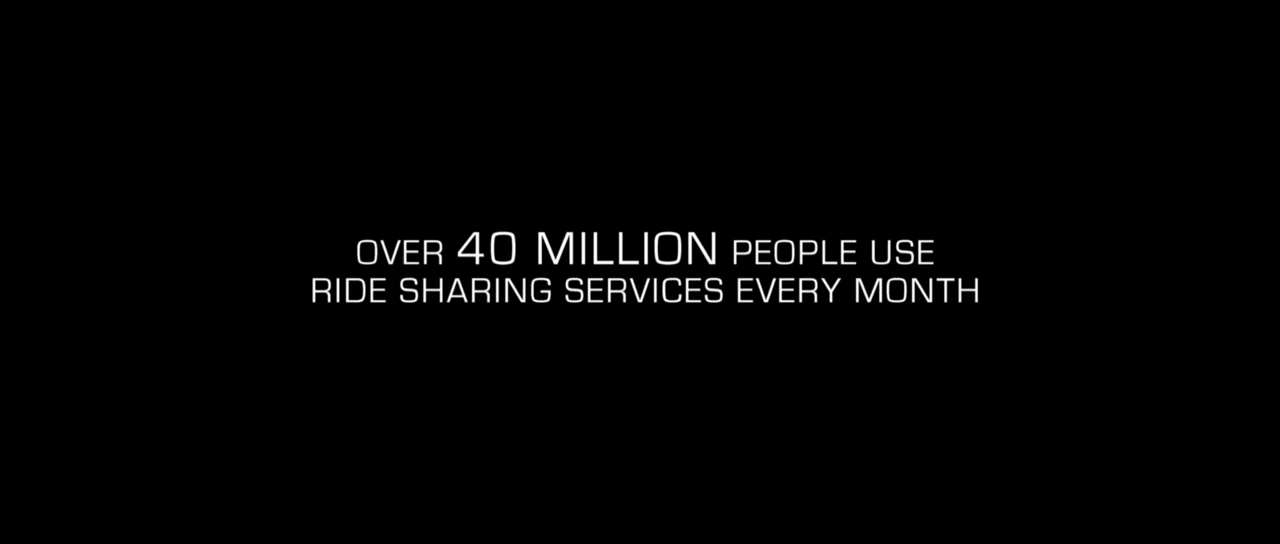 OVER 40 MILLION PEOPLE USE
RIDE SHARING SERVICES EVERY MONTH